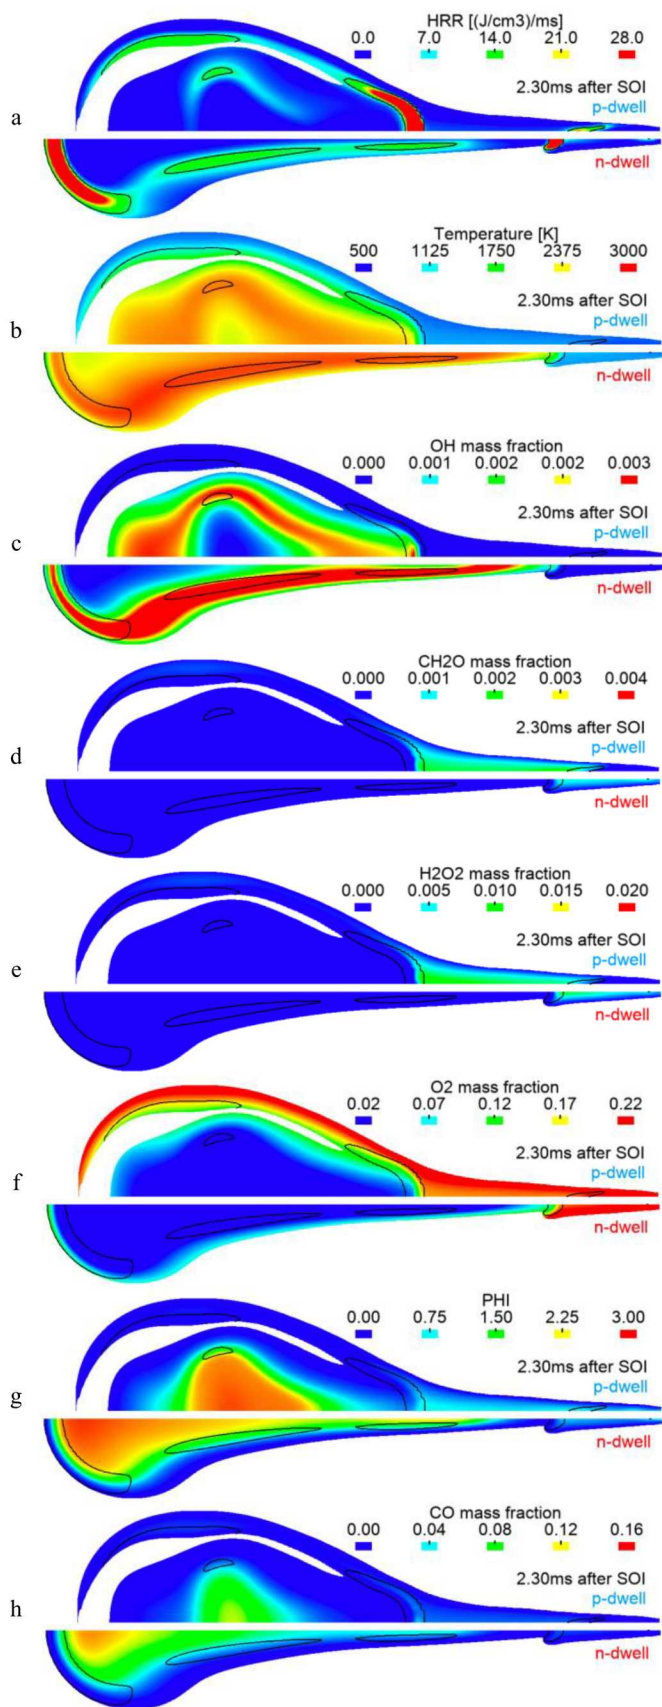 HRR [(J/cm3)/ms]
0.0 7.0 14.0 21.0 28.0
2.30ms after SOI
p-dwell
a
n-dwell
Temperature [K]
500 1125 1750 2375 3000
2.30ms after SOI
p-dwell
b
n-dwell
OH mass fraction
0.000 0.001 0.002 0.002 0.003
2.30ms after SOI
p-dwell
c
n-dwell
CH2O mass fraction
0.000 0.001 0.002 0.003 0.004
2.30ms after SOI
p-dwell
d
n-dwell
H2O2 mass fraction
0.000 0.005 0.010 0.015 0.020
2.30ms after SOI
p-dwell
e
n-dwell
O2 mass fraction
0.02 0.07 0.12 0.17 0.22
2.30ms after SOI
p-dwell
f
n-dwell
PHI
0.00 0.75 1.50 2.25 3.00
2.30ms after SOI
p-dwell
g
n-dwell
CO mass fraction
0.00 0.04 0.08 0.12 0.16
2.30ms after SOI
p-dwell
h
n-dwell